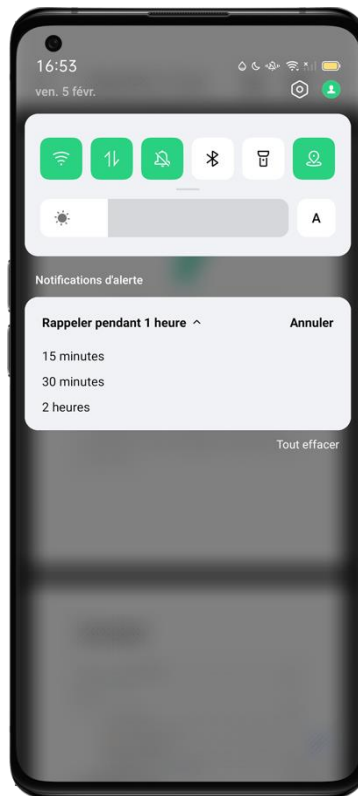 16:53
ven. 5 févr.
A
Notifications d'alerte
Rappeler pendant 1 heure
Annuler
15 minutes
30 minutes
2 heures
Tout effacer